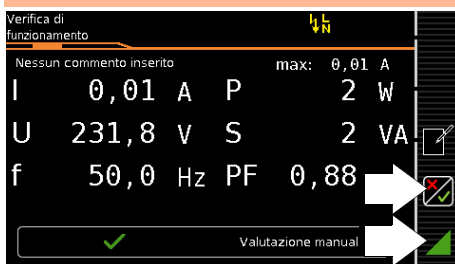 Verifica di
funzionamento
L N
Nessun commento inserito max: 0,01 A
I 0,01 A P 2 W
U 231,8 V S 2 VA
f 50,0 Hz PF 0,88
Valutazione manual